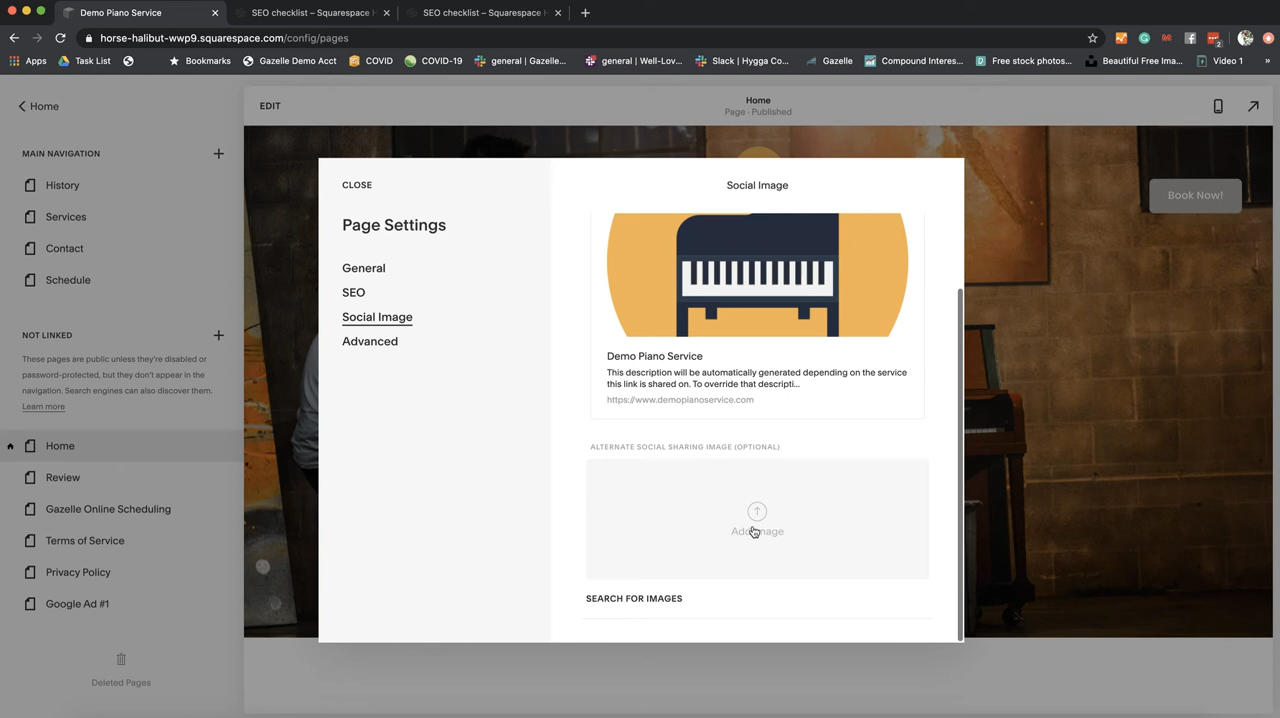 Demo Piano Service
SEO checklist – Squarespace H
SEO checklist – Squarespace H
horse-halibut-wwp9.squarespace.com/config/pages
Apps
Task List
Bookmarks
Gazelle Demo Acct
COVID
COVID-19
general | Gazelle...
general | Well-Lov...
Slack | Hygga Co...
Gazelle
Compound Interes...
Free stock photos...
Beautiful Free Ima...
Video 1
»
Home
EDIT
Home
Page · Published
MAIN NAVIGATION
History
Services
Contact
Schedule
NOT LINKED
These pages are public unless they're disabled or
password-protected, but they don't appear in the
navigation. Search engines can also discover them.
Learn more
Home
Review
Gazelle Online Scheduling
Terms of Service
Privacy Policy
Google Ad #1
Deleted Pages
Book Now!
CLOSE
Page Settings
General
SEO
Social Image
Advanced
Social Image
Demo Piano Service
This description will be automatically generated depending on the service
this link is shared on. To override that descripti...
https://www.demopianoservice.com
ALTERNATE SOCIAL SHARING IMAGE (OPTIONAL)
Add Image
SEARCH FOR IMAGES